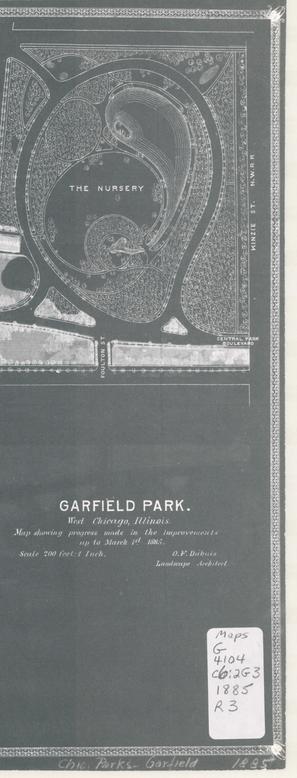 THE NURSERY
KINZIE ST. N.W.R.R.
CENTRAL PARK
BOULEVARD
FOULTON ST
GARFIELD PARK.
West Chicago, Illinois.
Map showing progress made in the improvements
up to March 1st 1885.
Scale 200 feet: 1 Inch.
O.F. Dubuis
Landscape Architect.
Maps
G
4104
c6:2G3
1885
R3
Chic. Parks - Garfield 1885